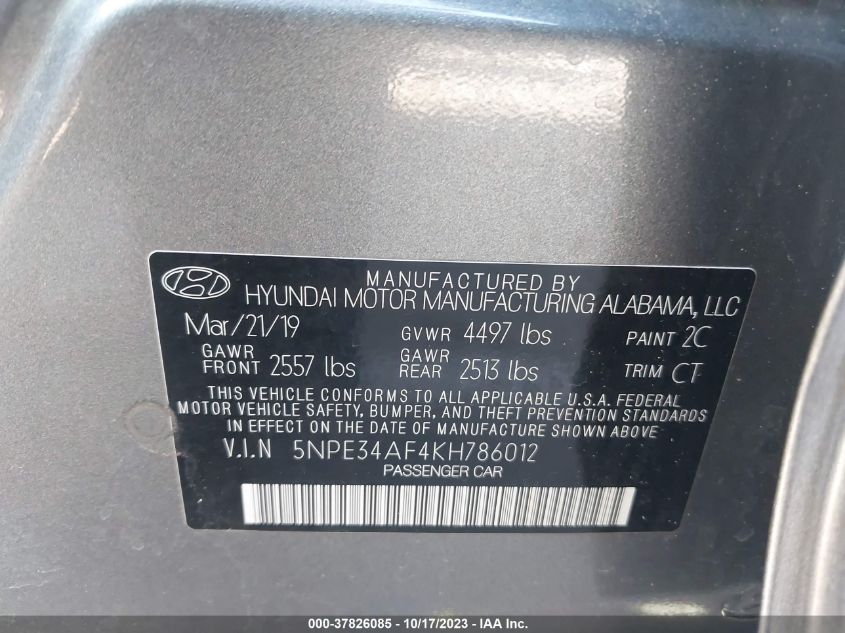 MANUFACTURED BY
HYUNDAI MOTOR MANUFACTURING ALABAMA, LLC
Mar/21/19 GVWR 4497 lbs PAINT 2C
GAWR FRONT 2557 lbs GAWR REAR 2513 lbs TRIM CT
THIS VEHICLE CONFORMS TO ALL APPLICABLE U.S.A. FEDERAL
MOTOR VEHICLE SAFETY, BUMPER, AND THEFT PREVENTION STANDARDS
IN EFFECT ON THE DATE OF MANUFACTURE SHOWN ABOVE.
V.I.N 5NPE34AF4KH786012
PASSENGER CAR
000-37826085 - 10/17/2023 - IAA Inc.